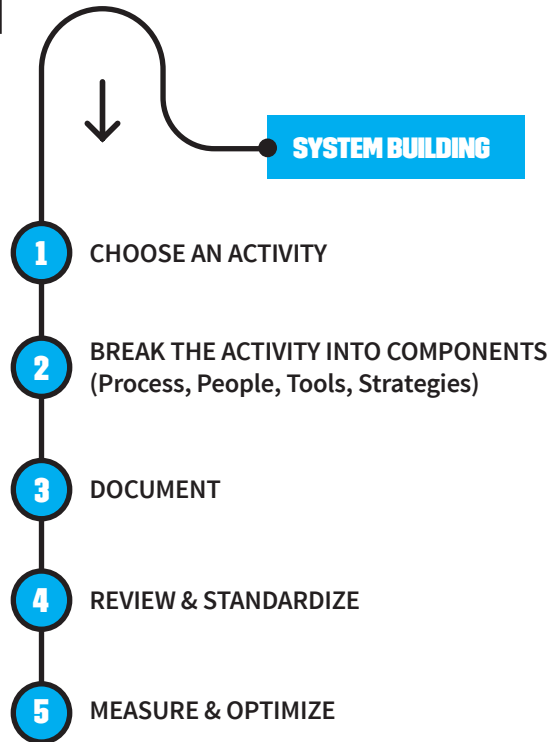 SYSTEM BUILDING
1 CHOOSE AN ACTIVITY
2 BREAK THE ACTIVITY INTO COMPONENTS
(Process, People, Tools, Strategies)
3 DOCUMENT
4 REVIEW & STANDARDIZE
5 MEASURE & OPTIMIZE